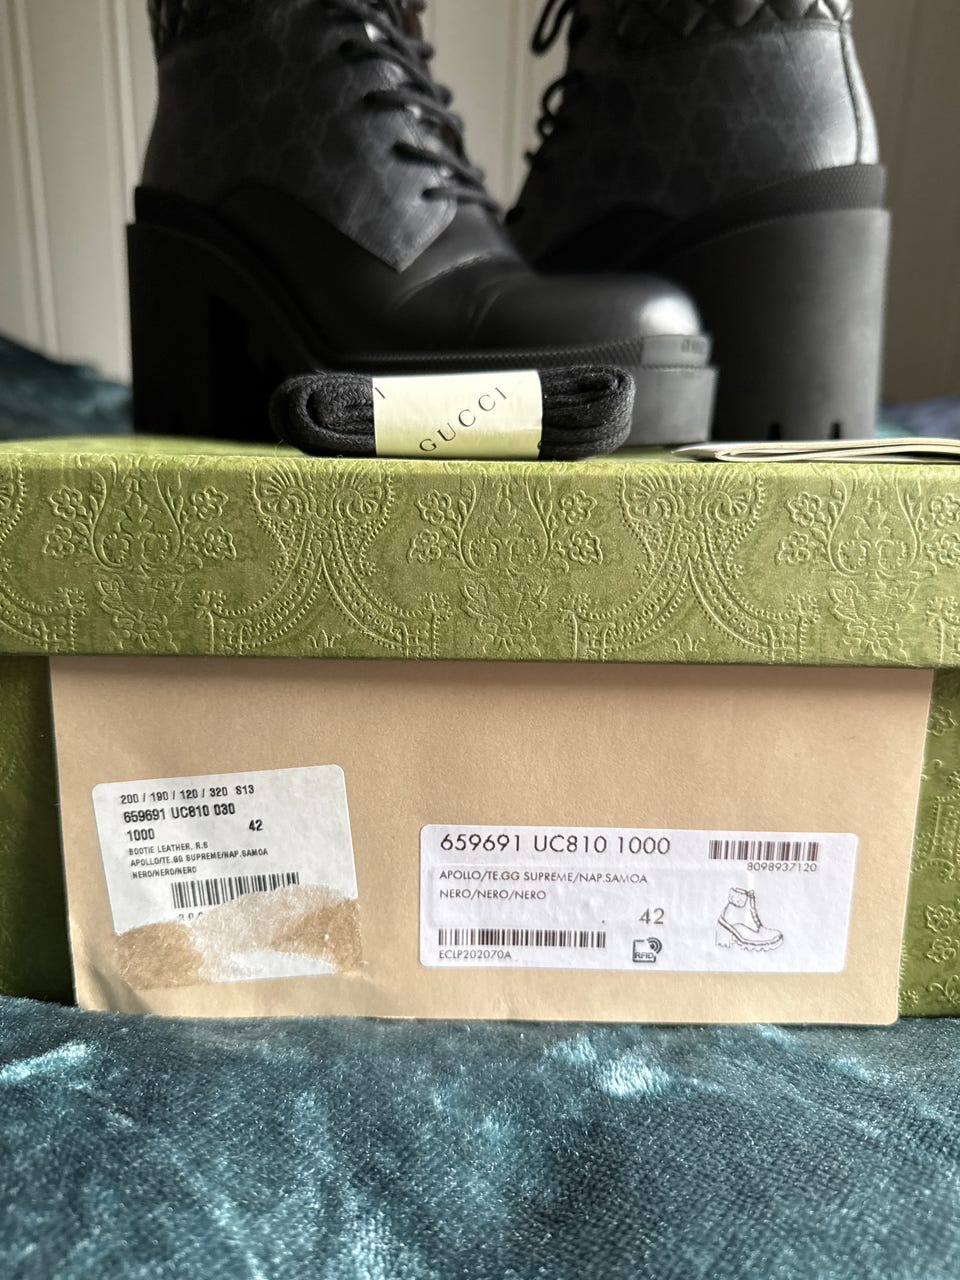 GUCCI
200 / 190 / 120 / 320 S13
659691 UC810 030
1000 42
BOOTIE LEATHER, R.S
APOLLO/TE.GG SUPREME/NAP.SAMOA
NERO/NERO/NERO
659691 UC810 1000
8098937120
APOLLO/TE.GG SUPREME/NAP.SAMOA
NERO/NERO/NERO
42
RFID
ECLP202070A